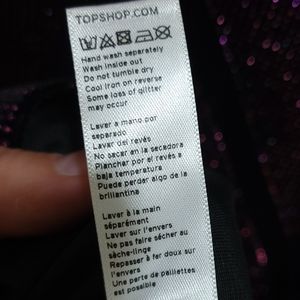 TOPSHOP.COM
Hand wash separately
Wash inside out
Do not tumble dry
Cool Iron on reverse
Some loss of glitter
may occur
Lavar a mano por
separado
Lavar del revés
No sacar en la secadora
Planchar por el revés a
baja temperatura
Puede perder algo de la
brillantina
Laver à la main
séparément
Laver sur l'envers
Ne pas faire sécher au
sèche-linge
Repasser à fer doux sur
l'envers
Une perte de paillettes
est possible